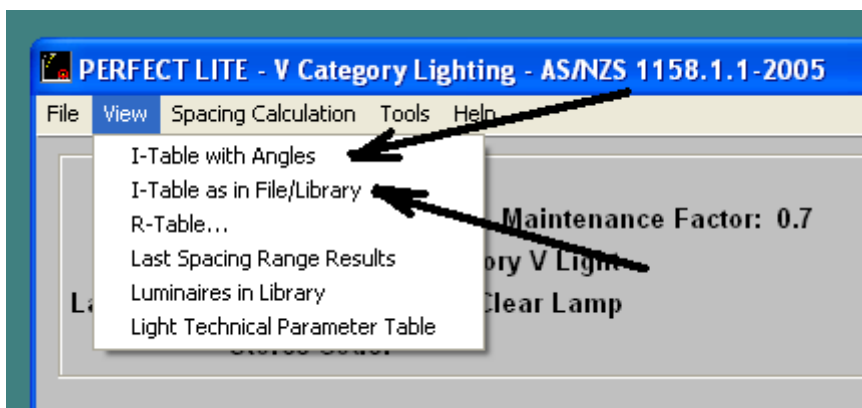 PERFECT LITE - V Category Lighting - AS/NZS 1158.1.1-2005
File View Spacing Calculation Tools Help
I-Table with Angles
I-Table as in File/Library
R-Table...
Maintenance Factor: 0.7
Last Spacing Range Results
ory V Light
Luminaires in Library
Clear Lamp
Light Technical Parameter Table